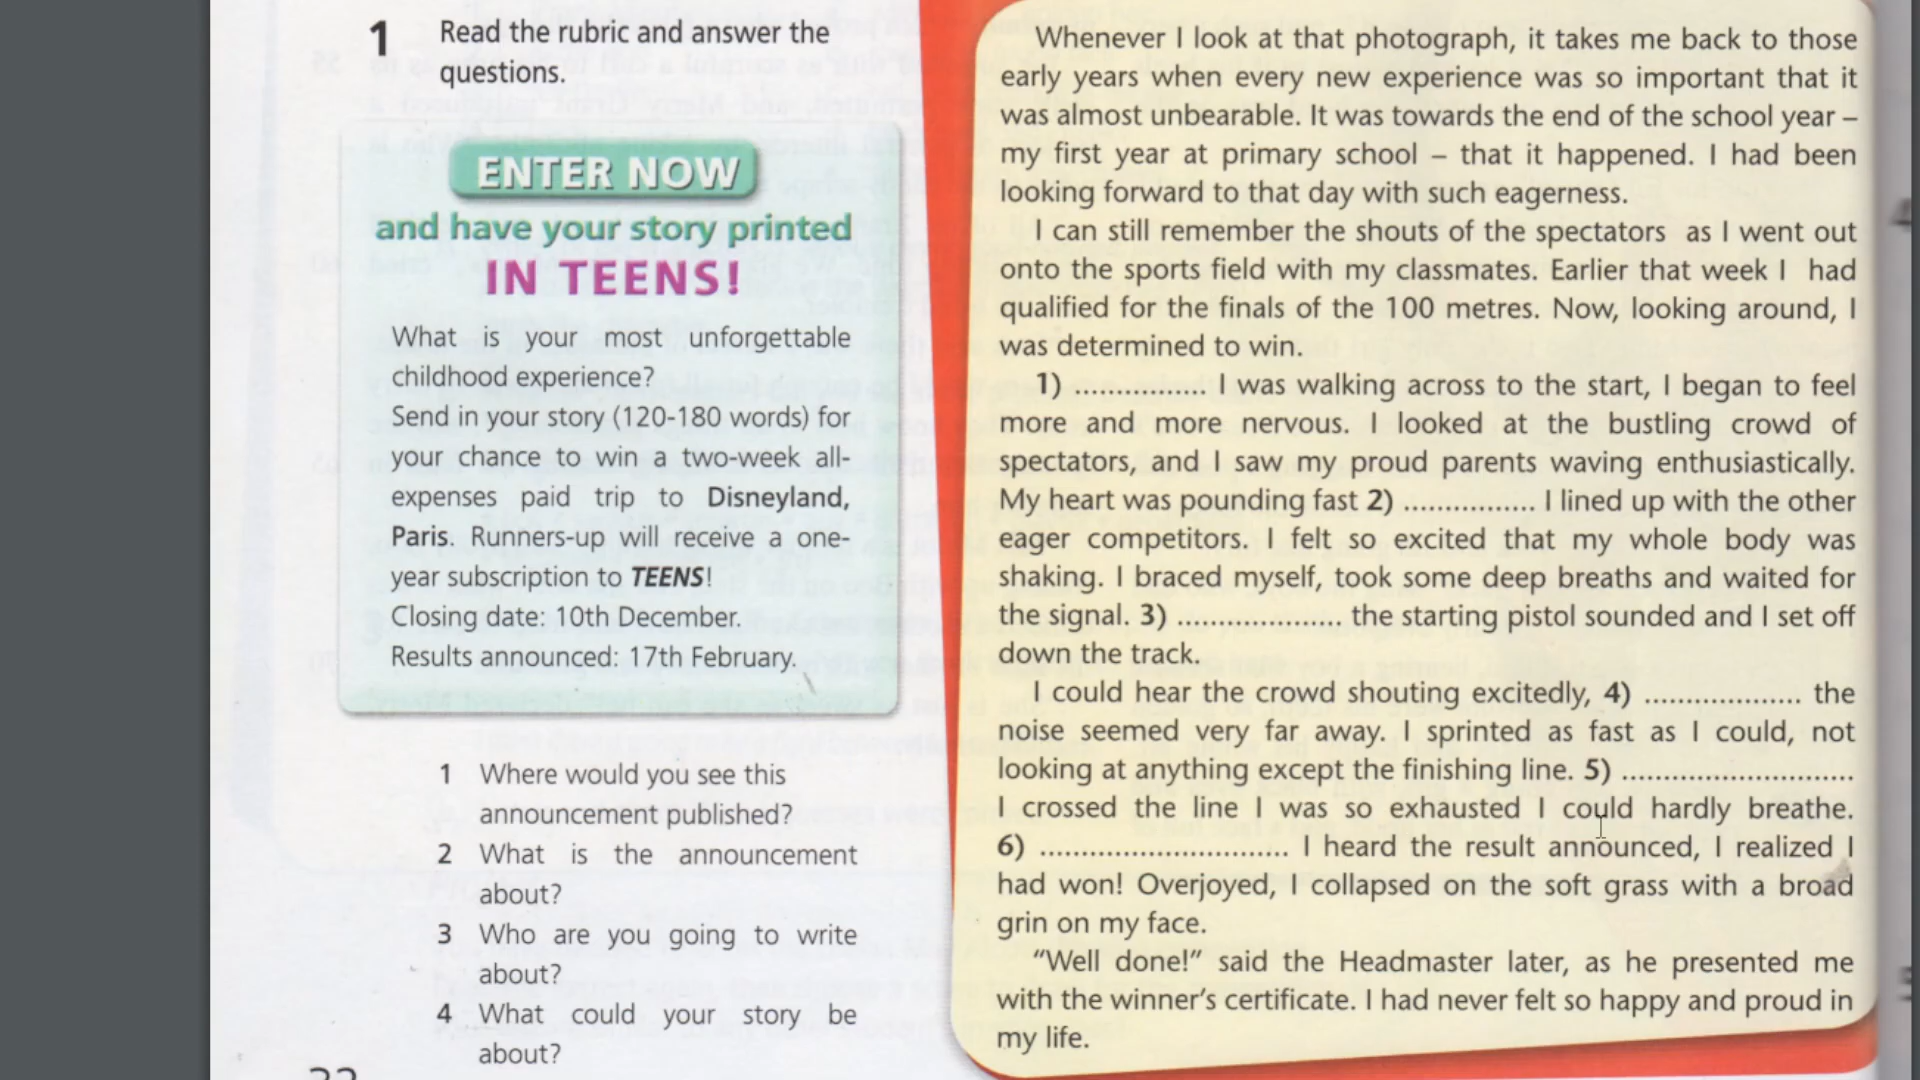 1 Read the rubric and answer the
questions.
ENTER NOW
and have your story printed
IN TEENS!
What is your most unforgettable
childhood experience?
Send in your story (120-180 words) for
your chance to win a two-week all-
expenses paid trip to Disneyland,
Paris. Runners-up will receive a one-
year subscription to TEENS!
Closing date: 10th December.
Results announced: 17th February.
1 Where would you see this
announcement published?
2 What is the announcement
about?
3 Who are you going to write
about?
4 What could your story be
about?
Whenever I look at that photograph, it takes me back to those
early years when every new experience was so important that it
was almost unbearable. It was towards the end of the school year –
my first year at primary school – that it happened. I had been
looking forward to that day with such eagerness.
I can still remember the shouts of the spectators as I went out
onto the sports field with my classmates. Earlier that week I had
qualified for the finals of the 100 metres. Now, looking around, I
was determined to win.
1) ................ I was walking across to the start, I began to feel
more and more nervous. I looked at the bustling crowd of
spectators, and I saw my proud parents waving enthusiastically.
My heart was pounding fast 2) ................ I lined up with the other
eager competitors. I felt so excited that my whole body was
shaking. I braced myself, took some deep breaths and waited for
the signal. 3) .................... the starting pistol sounded and I set off
down the track.
I could hear the crowd shouting excitedly, 4) ................... the
noise seemed very far away. I sprinted as fast as I could, not
looking at anything except the finishing line. 5) ............................
I crossed the line I was so exhausted I could hardly breathe.
6) .............................. I heard the result announced, I realized I
had won! Overjoyed, I collapsed on the soft grass with a broad
grin on my face.
“Well done!” said the Headmaster later, as he presented me
with the winner’s certificate. I had never felt so happy and proud in
my life.